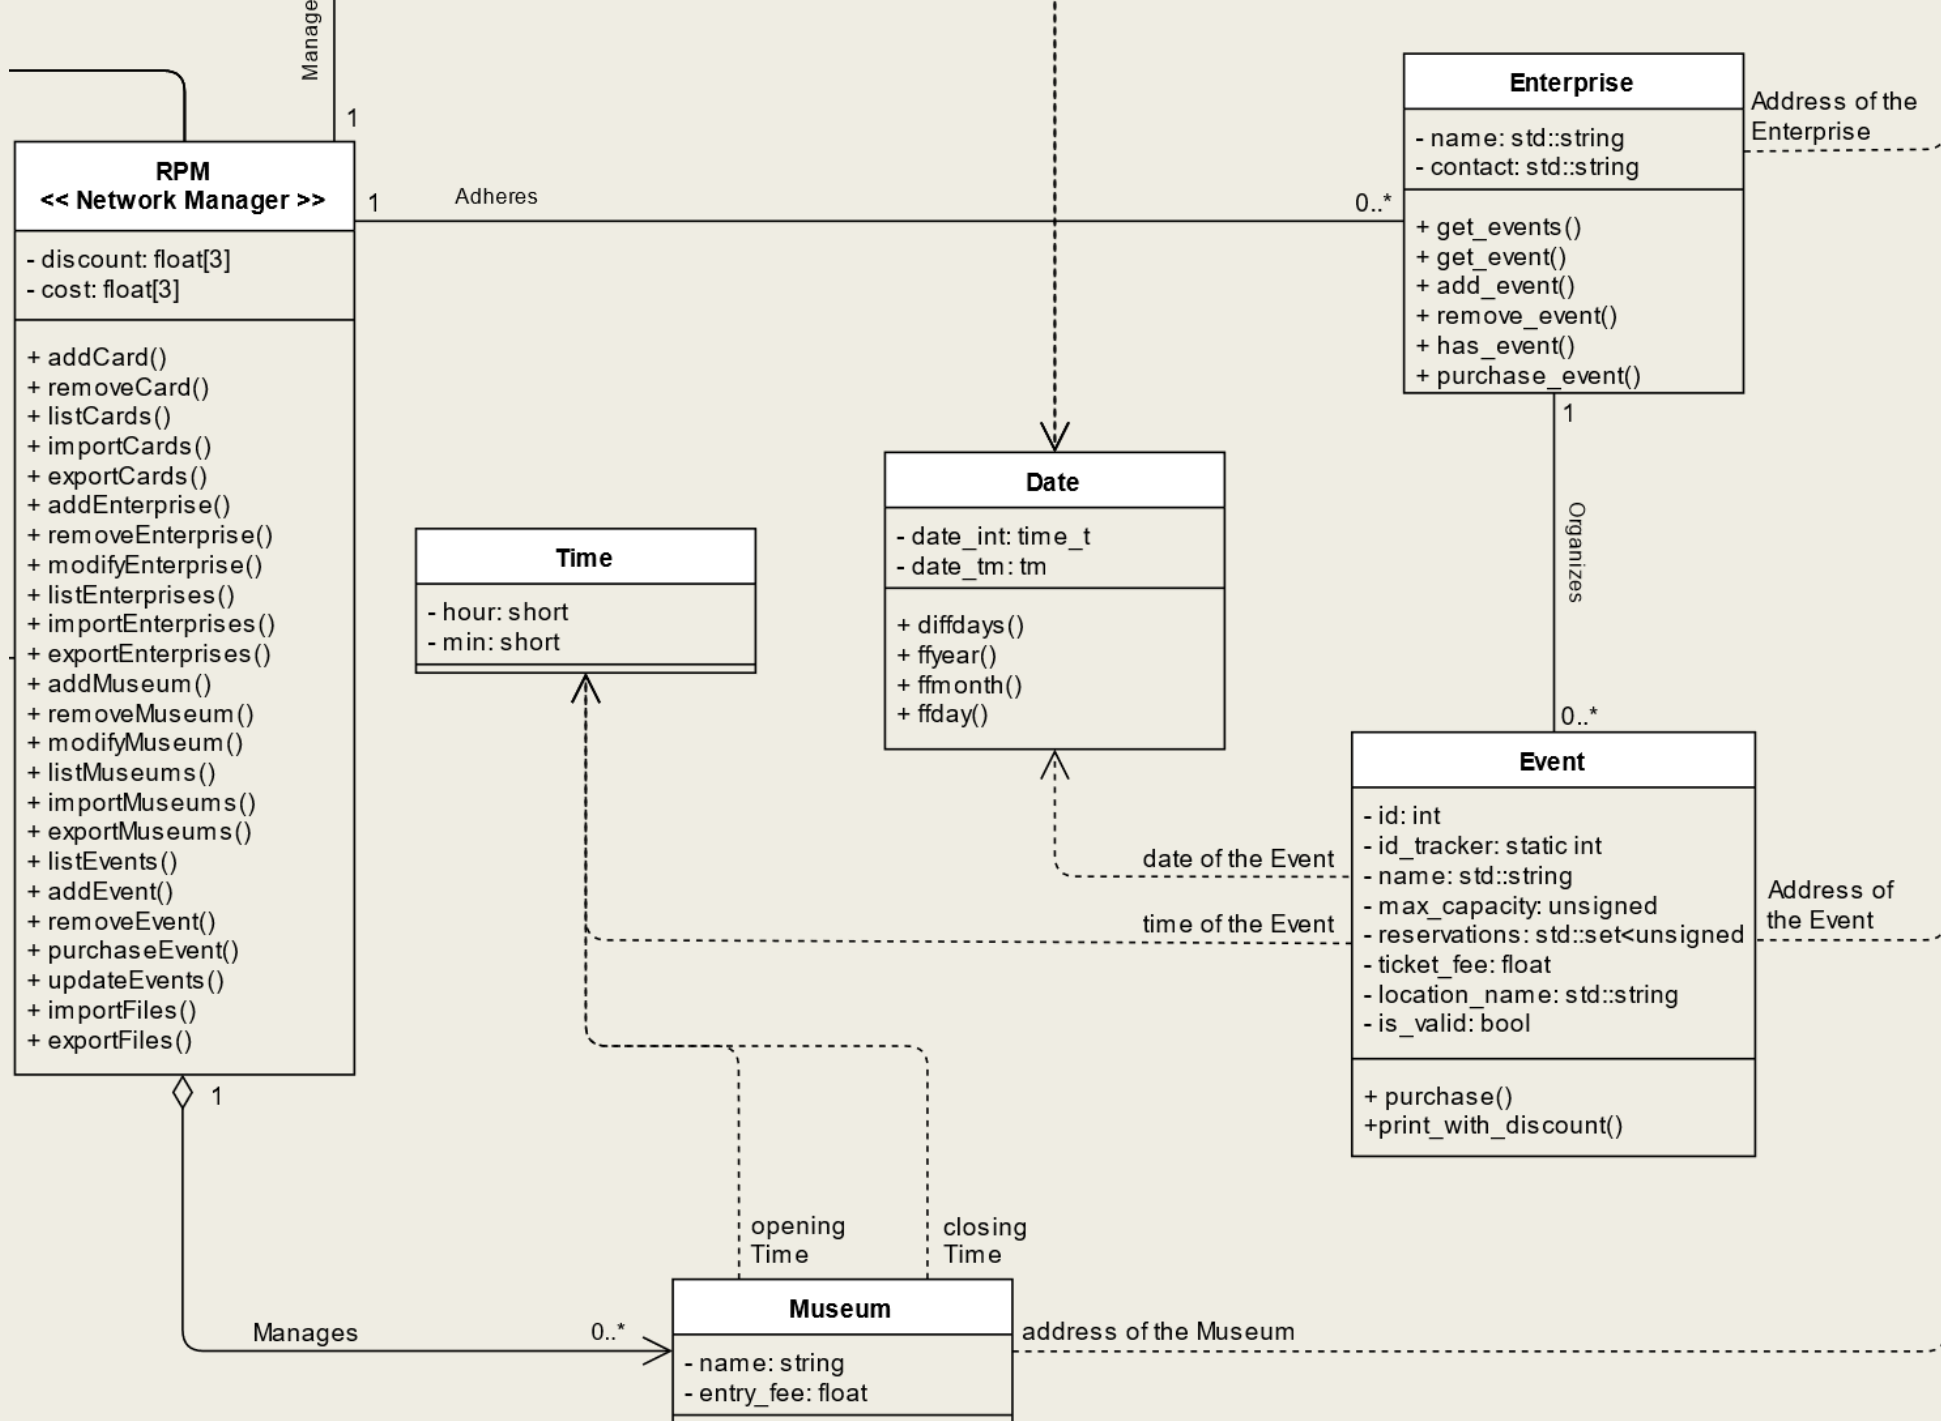 Manage
1
RPM
<< Network Manager >>
- discount: float[3]
- cost: float[3]
+ addCard()
+ removeCard()
+ listCards()
+ importCards()
+ exportCards()
+ addEnterprise()
+ removeEnterprise()
+ modifyEnterprise()
+ listEnterprises()
+ importEnterprises()
+ exportEnterprises()
+ addMuseum()
+ removeMuseum()
+ modifyMuseum()
+ listMuseums()
+ importMuseums()
+ exportMuseums()
+ listEvents()
+ addEvent()
+ removeEvent()
+ purchaseEvent()
+ updateEvents()
+ importFiles()
+ exportFiles()
1
Adheres
0..*
Enterprise
- name: std::string
- contact: std::string
+ get_events()
+ get_event()
+ add_event()
+ remove_event()
+ has_event()
+ purchase_event()
Address of the
Enterprise
1
Organizes
0..*
Time
- hour: short
- min: short
Date
- date_int: time_t
- date_tm: tm
+ diffdays()
+ ffyear()
+ ffmonth()
+ ffday()
Event
- id: int
- id_tracker: static int
- name: std::string
- max_capacity: unsigned
- reservations: std::set<unsigned
- ticket_fee: float
- location_name: std::string
- is_valid: bool
+ purchase()
+print_with_discount()
date of the Event
time of the Event
Address of
the Event
1
Manages
0..*
opening
Time
closing
Time
Museum
- name: string
- entry_fee: float
address of the Museum